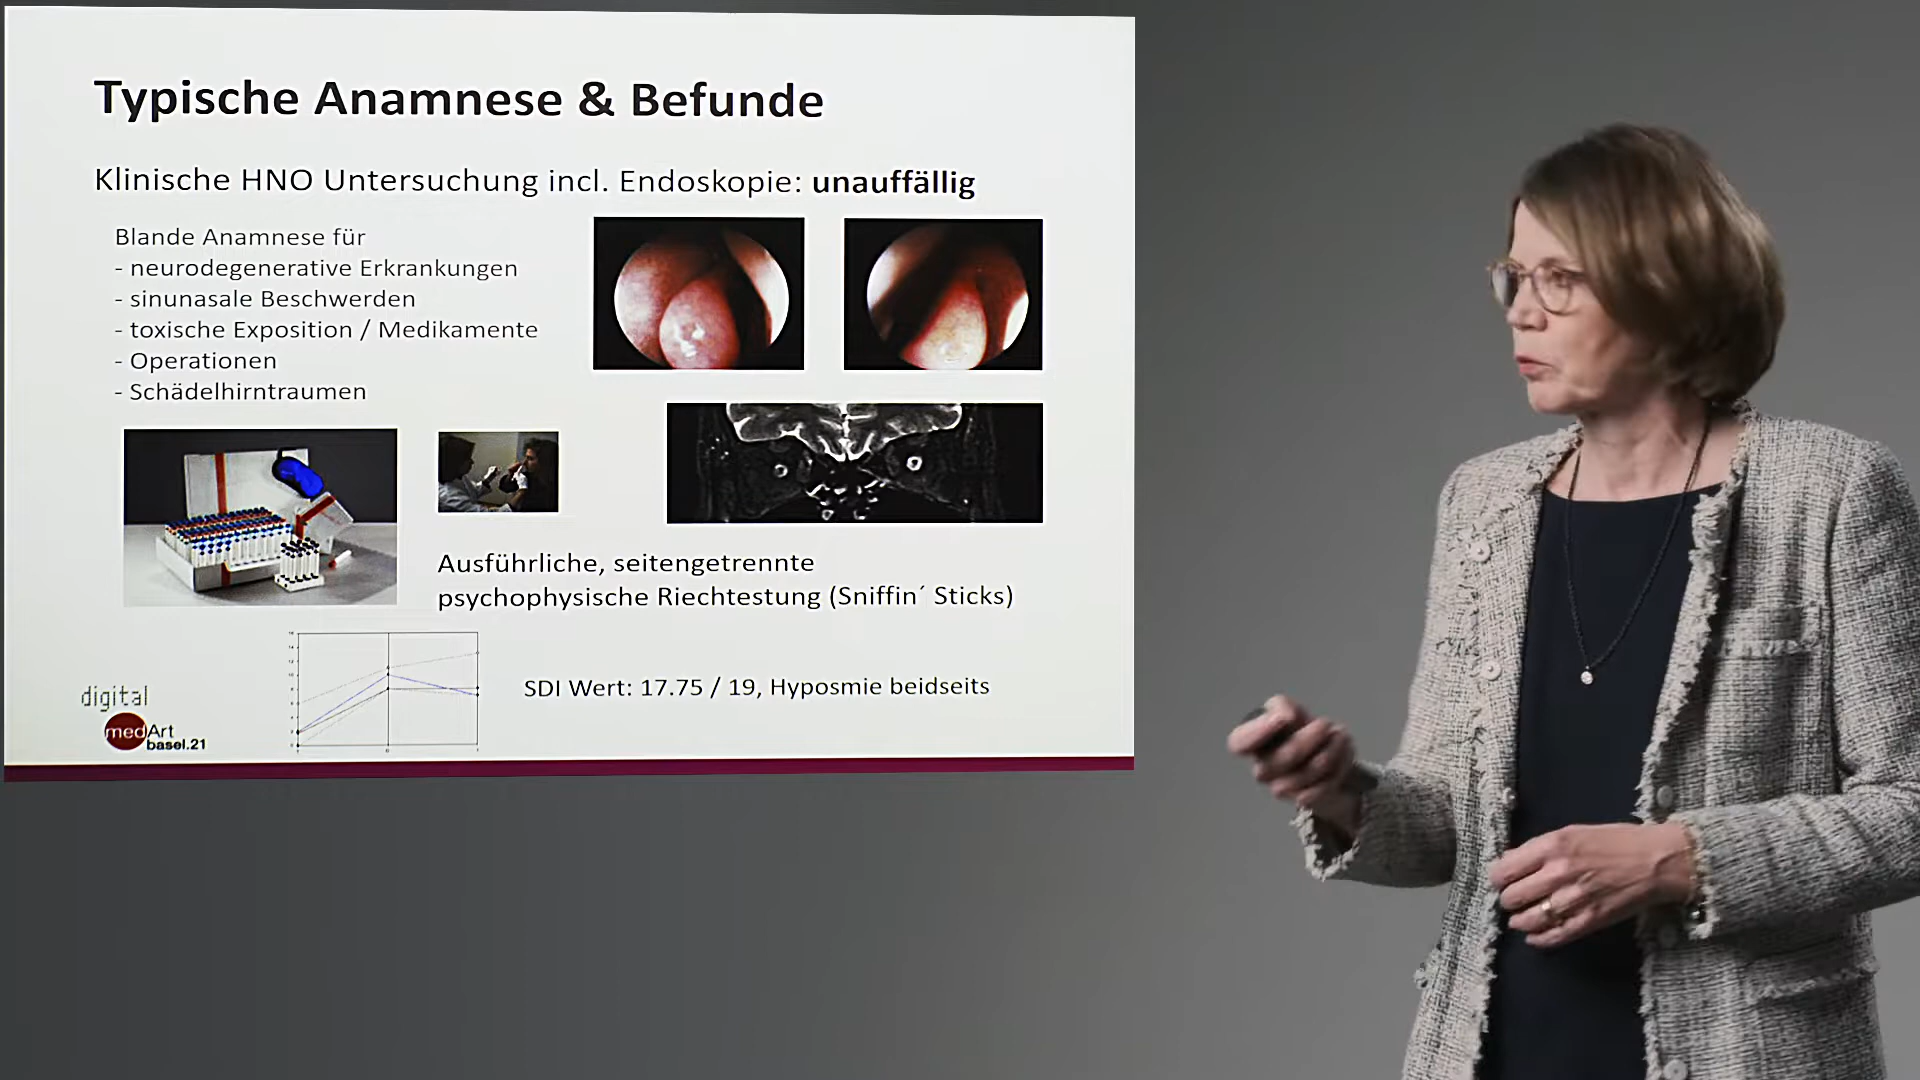 Typische Anamnese & Befunde
Klinische HNO Untersuchung incl. Endoskopie: unauffällig
Blande Anamnese für
- neurodegenerative Erkrankungen
- sinunasale Beschwerden
- toxische Exposition / Medikamente
- Operationen
- Schädelhirntraumen
Ausführliche, seitengetrennte
psychophysische Riechtestung (Sniffin´ Sticks)
SDI Wert: 17.75 / 19, Hyposmie beidseits
digital
medArt
basel.21